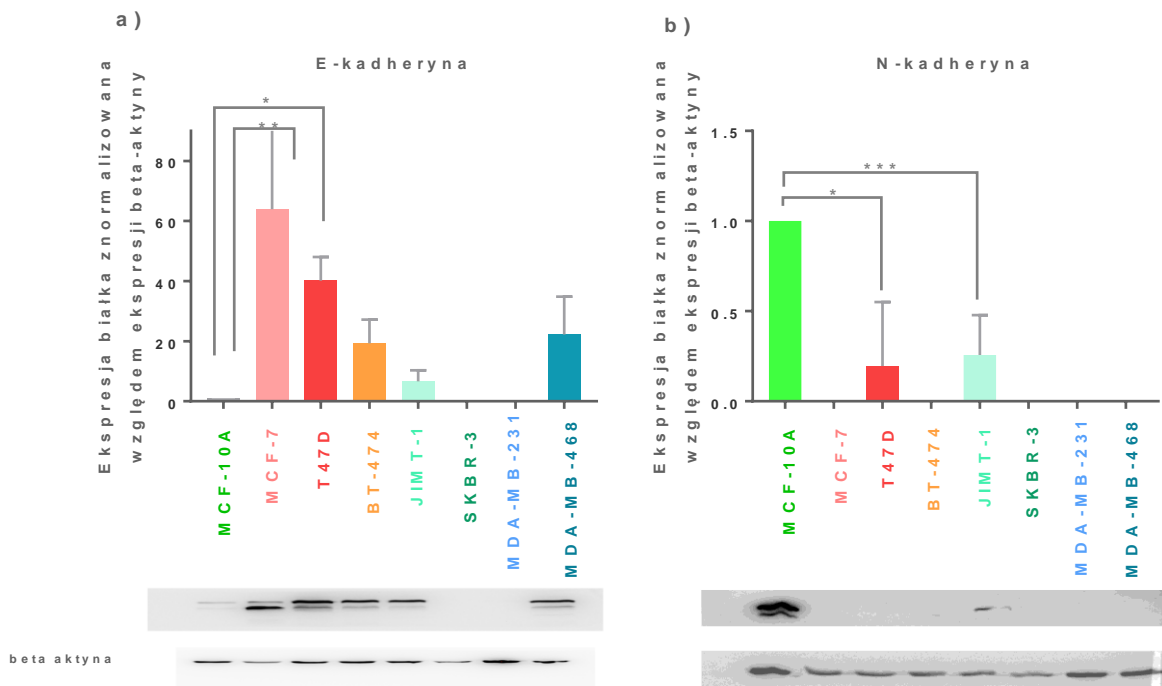 a)
E-kadheryna
Ekspresja białka znormalizowana
względem ekspresji beta-aktyny
*
**
80
60
40
20
0
MCF-10A
MCF-7
T47D
BT-474
JIMT-1
SKBR-3
MDA-MB-231
MDA-MB-468
beta aktyna
b)
N-kadheryna
Ekspresja białka znormalizowana
względem ekspresji beta-aktyny
***
*
1.5
1.0
0.5
0.0
MCF-10A
MCF-7
T47D
BT-474
JIMT-1
SKBR-3
MDA-MB-231
MDA-MB-468